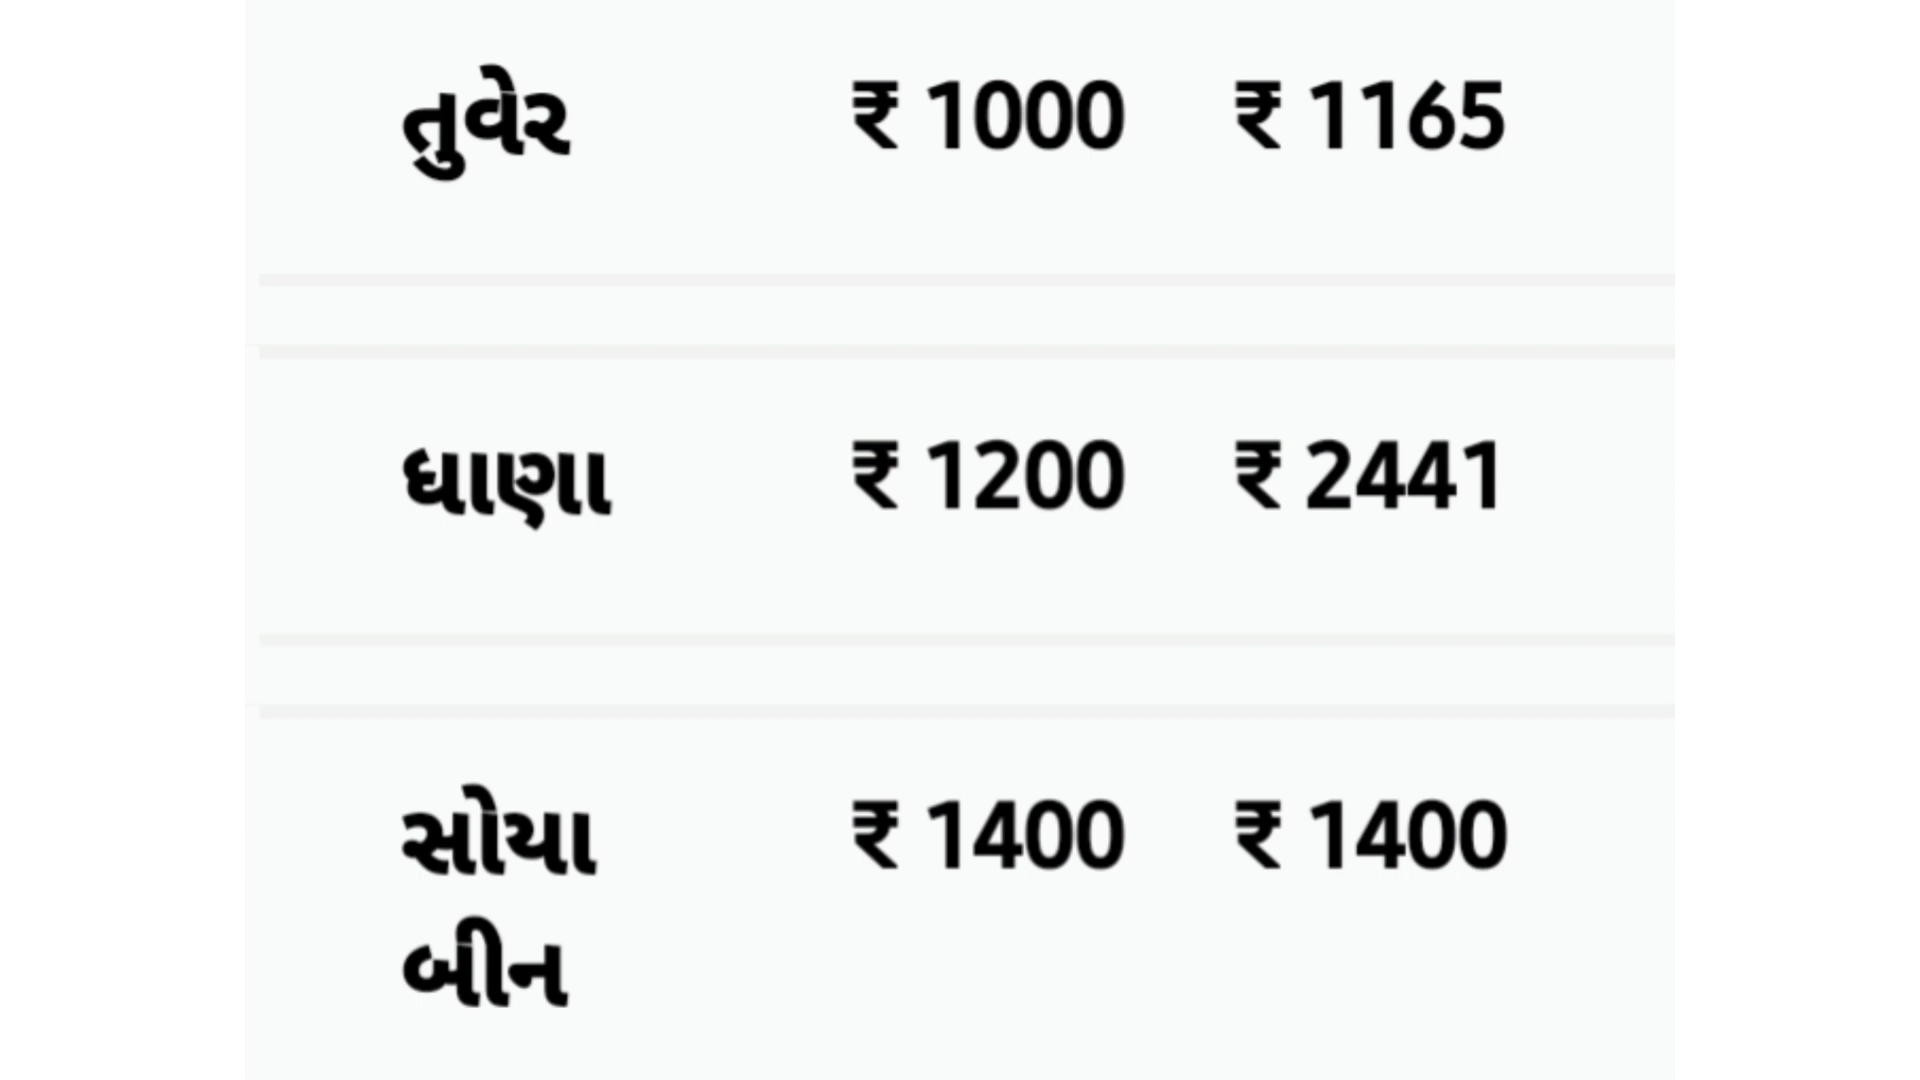 તુવેર ₹ 1000 ₹ 1165
ધાણા ₹ 1200 ₹ 2441
સોયા ₹ 1400 ₹ 1400
બીન